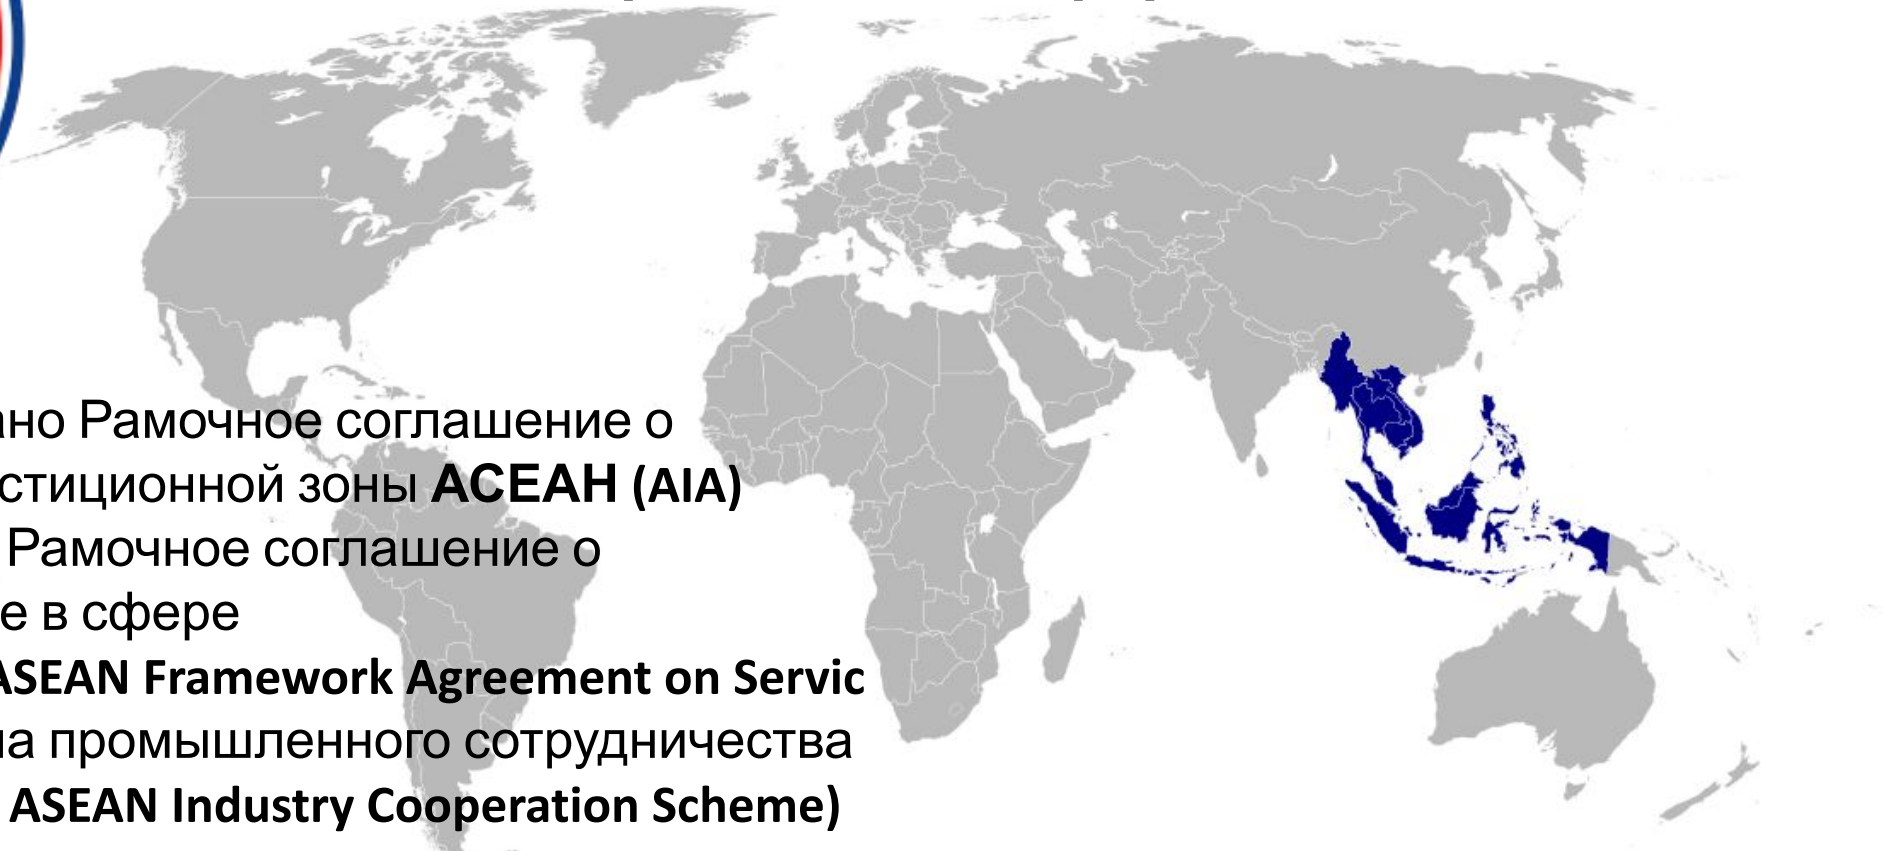 ано Рамочное соглашение о
стиционной зоны АСЕАН (AIA)
Рамочное соглашение о
е в сфере
ASEAN Framework Agreement on Servic
на промышленного сотрудничества
ASEAN Industry Cooperation Scheme)